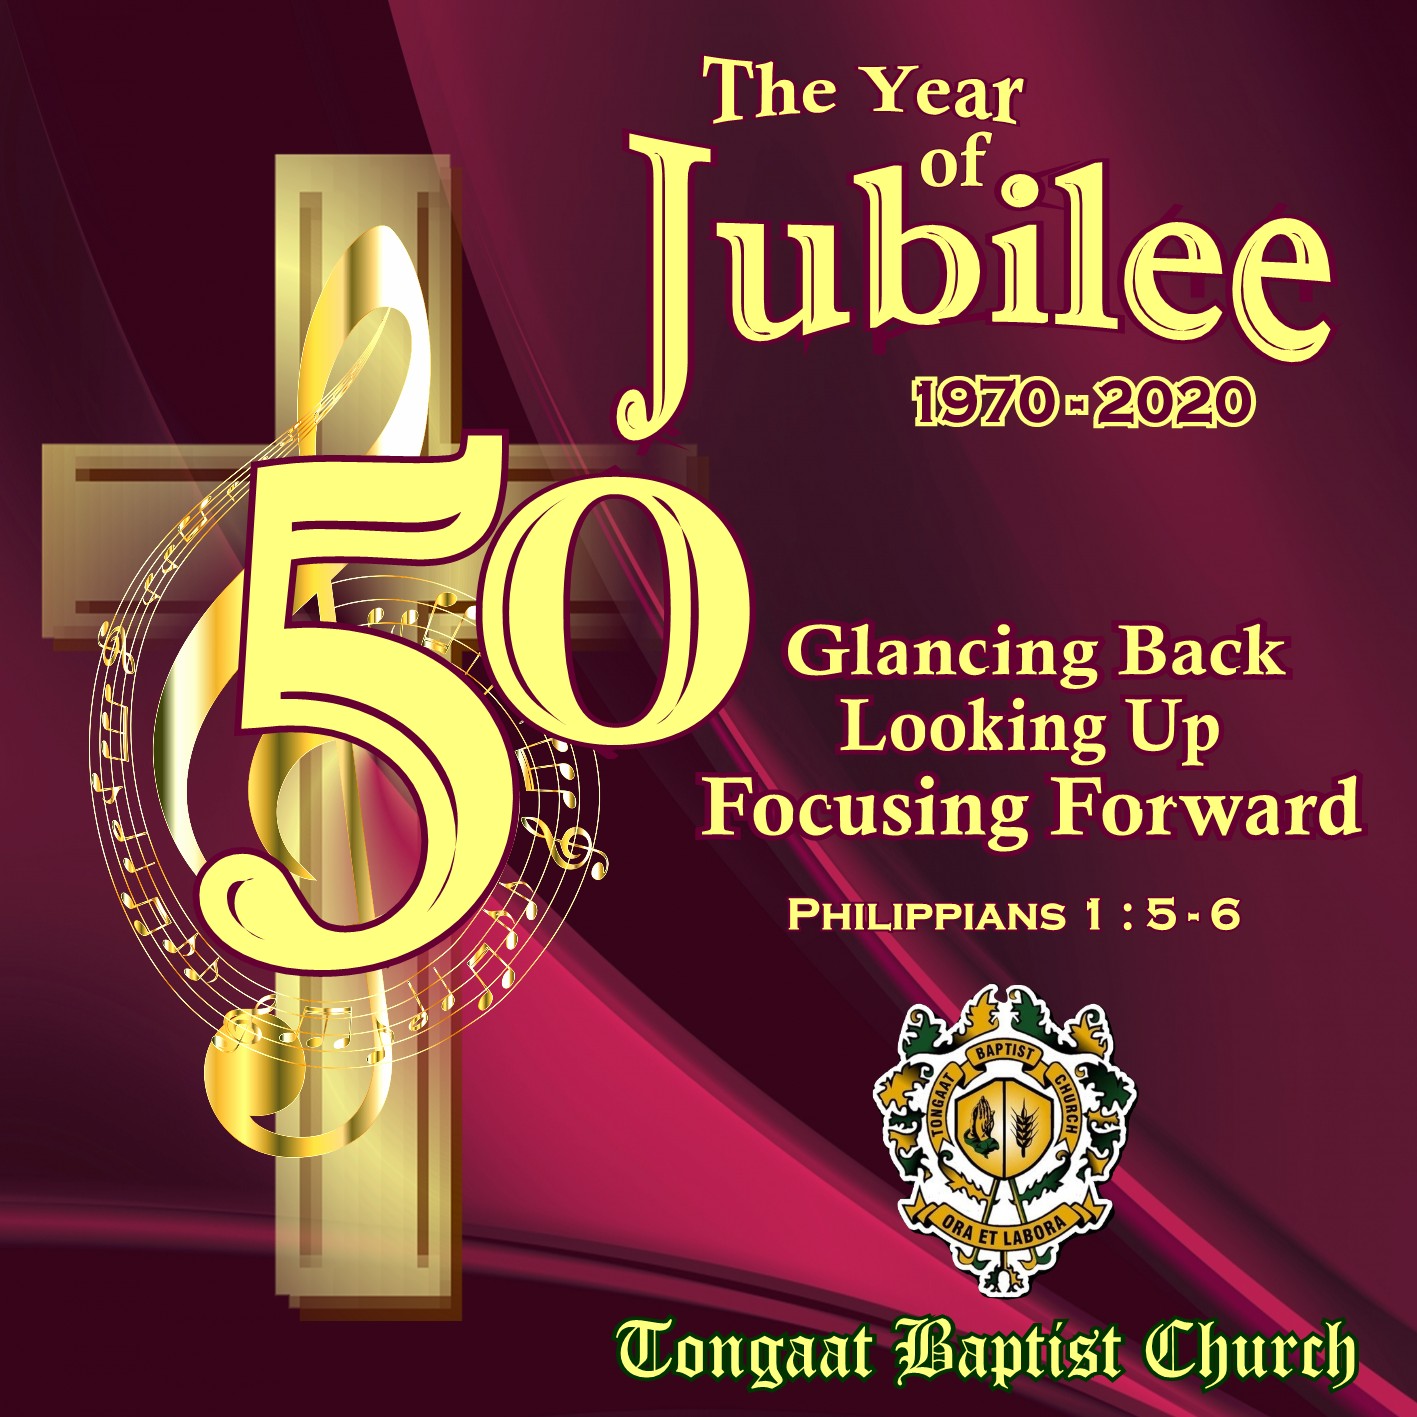 The Year
of
Jubilee
1970-2020
50
Glancing Back
Looking Up
Focusing Forward
Philippians 1 : 5 - 6
TONGAAT BAPTIST CHURCH
ORA ET LABORA
Tongaat Baptist Church